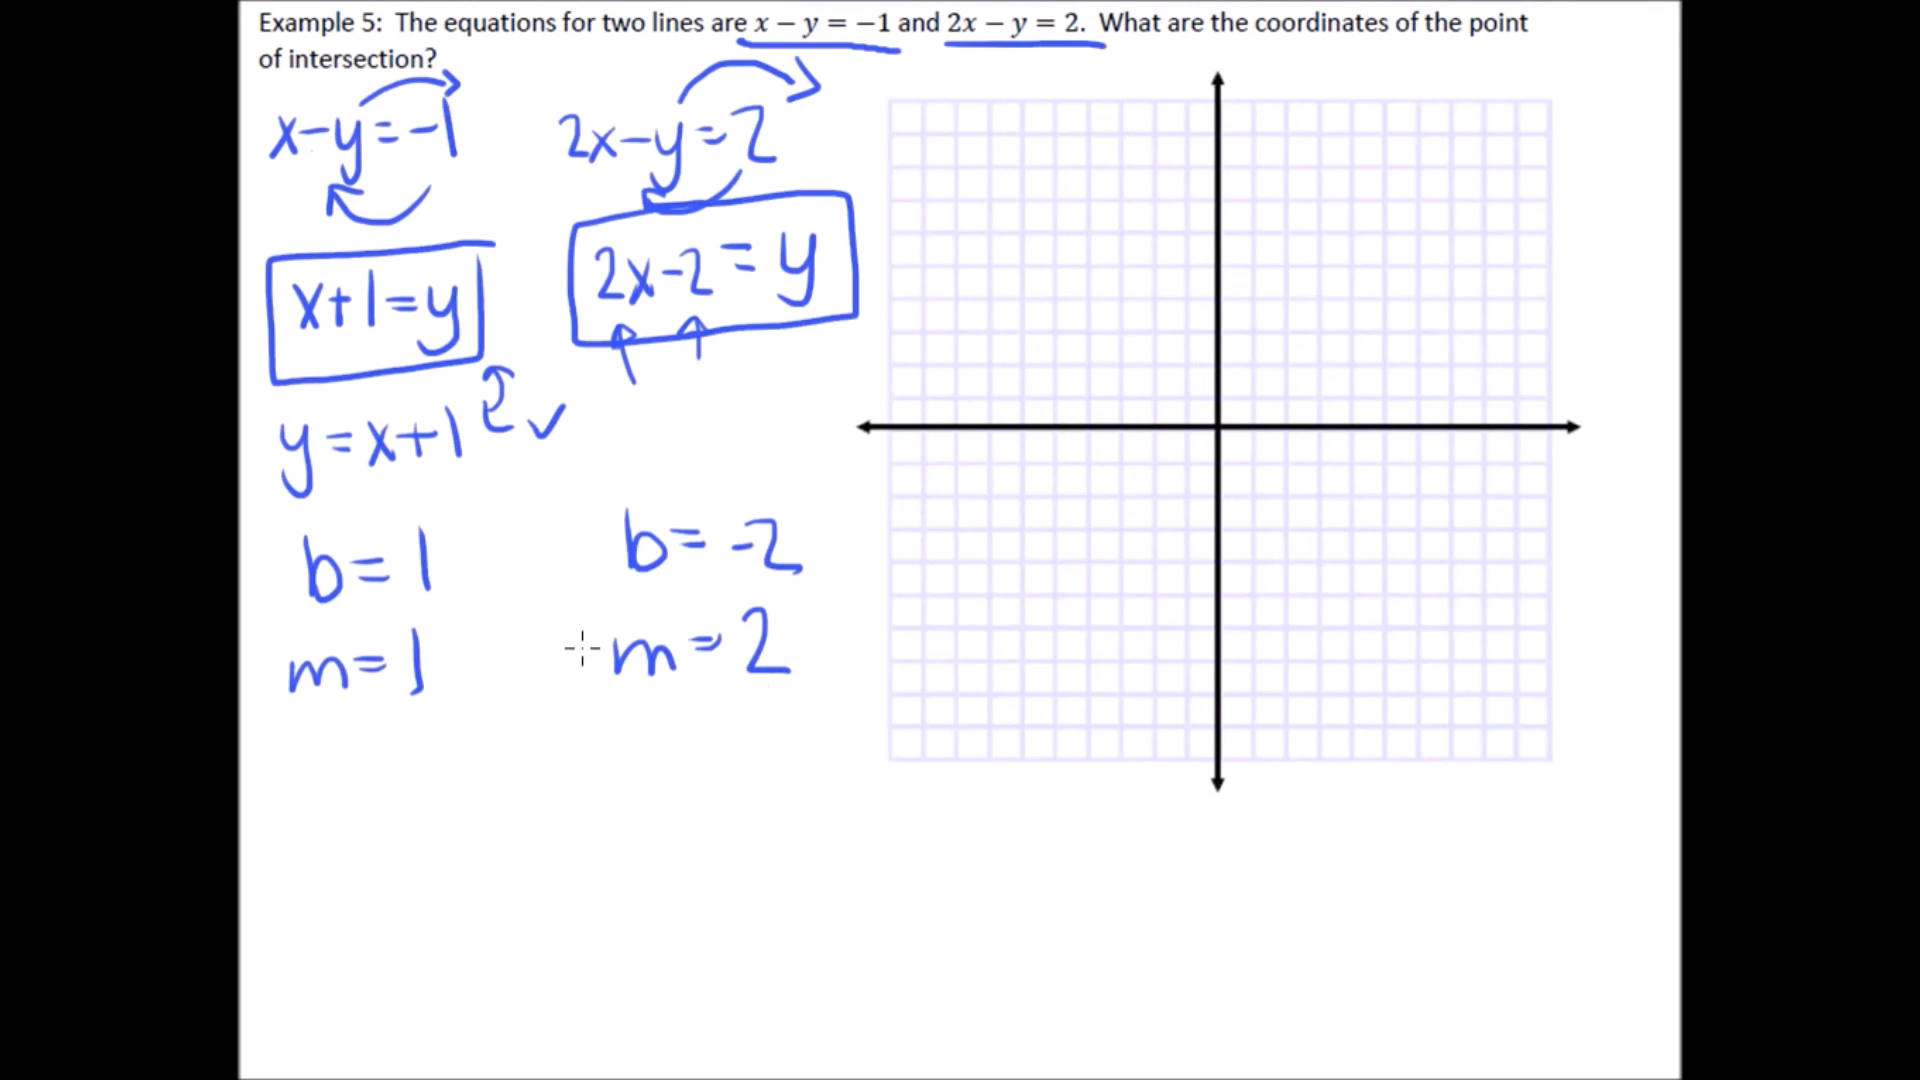 Example 5: The equations for two lines are x − y = −1 and 2x − y = 2. What are the coordinates of the point
of intersection?
x-y=-1
2x-y=2
x+1=y
2x-2=y
y=x+1
b=1
b=-2
m=1
m=2